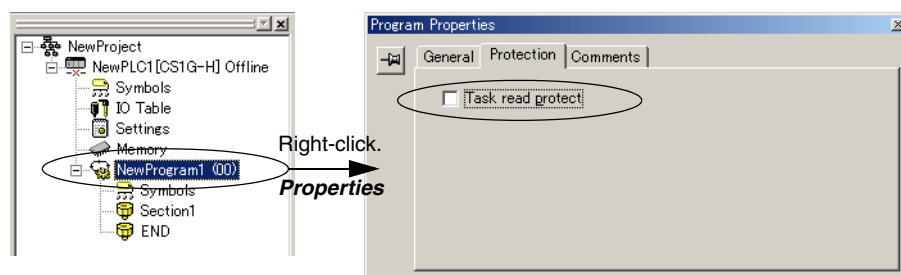 NewProject
NewPLC1[CS1G-H] Offline
Symbols
IO Table
Settings
Memory
NewProgram1 (00)
Symbols
Section1
END
Right-click.
Properties
Program Properties
General Protection Comments
Task read protect